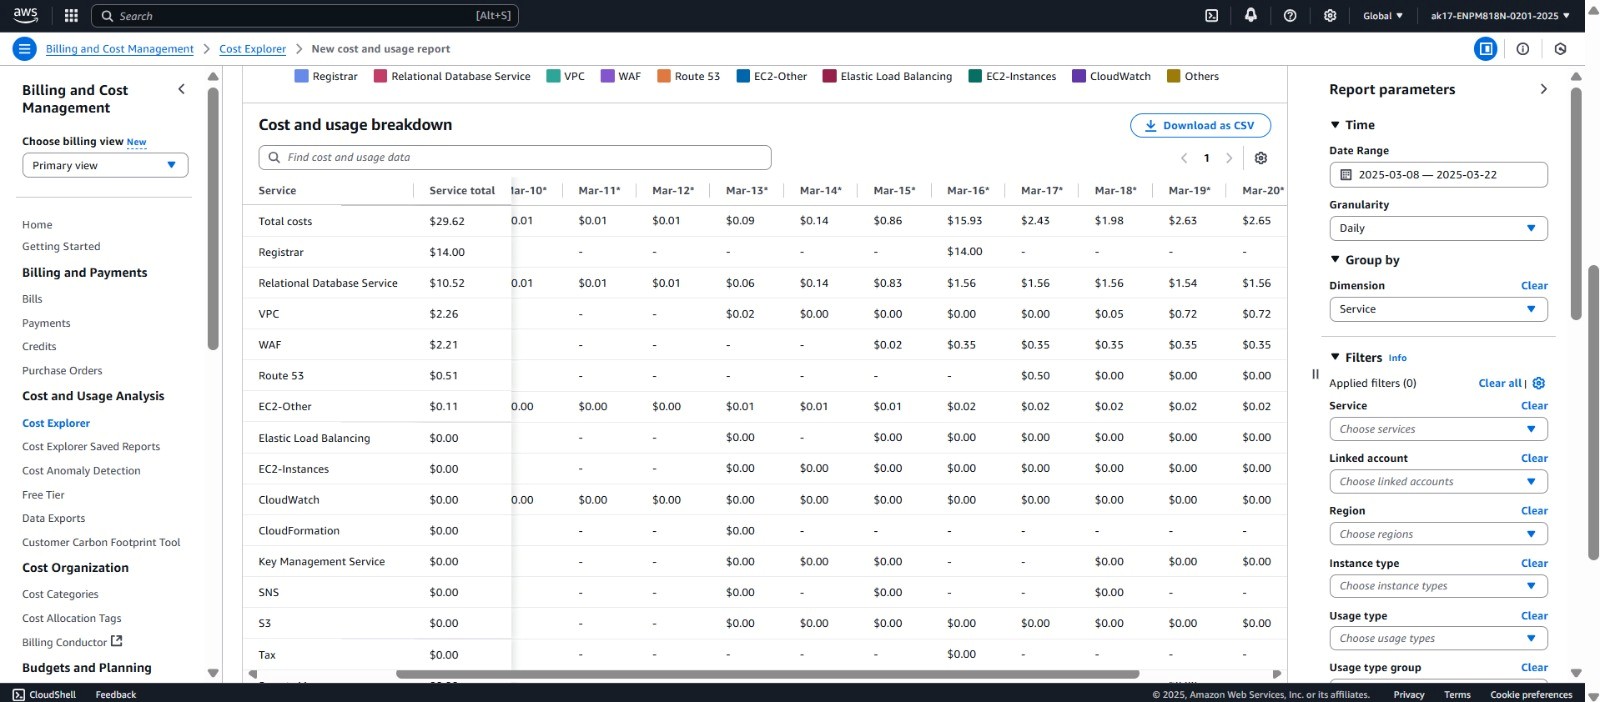 aws Search [Alt+S] Global ak17-ENPM818N-0201-2025
Billing and Cost Management > Cost Explorer > New cost and usage report
Billing and Cost
Management
Choose billing view New
Primary view
Home
Getting Started
Billing and Payments
Bills
Payments
Credits
Purchase Orders
Cost and Usage Analysis
Cost Explorer
Cost Explorer Saved Reports
Cost Anomaly Detection
Free Tier
Data Exports
Customer Carbon Footprint Tool
Cost Organization
Cost Categories
Cost Allocation Tags
Billing Conductor
Budgets and Planning
Registrar Relational Database Service VPC WAF Route 53 EC2-Other Elastic Load Balancing EC2-Instances CloudWatch Others
Cost and usage breakdown
Download as CSV
Find cost and usage data
1
Service Service total Mar-10* Mar-11* Mar-12* Mar-13* Mar-14* Mar-15* Mar-16* Mar-17* Mar-18* Mar-19* Mar-20*
Total costs $29.62 0.01 $0.01 $0.01 $0.09 $0.14 $0.86 $15.93 $2.43 $1.98 $2.63 $2.65
Registrar $14.00 - - - - - $14.00 - - - -
Relational Database Service $10.52 0.01 $0.01 $0.01 $0.06 $0.14 $0.83 $1.56 $1.56 $1.56 $1.54 $1.56
VPC $2.26 - - $0.02 $0.00 $0.00 $0.00 $0.00 $0.05 $0.72 $0.72
WAF $2.21 - - - - $0.02 $0.35 $0.35 $0.35 $0.35 $0.35
Route 53 $0.51 - - - - - - $0.50 $0.00 $0.00 $0.00
EC2-Other $0.11 0.00 $0.00 $0.00 $0.01 $0.01 $0.01 $0.02 $0.02 $0.02 $0.02 $0.02
Elastic Load Balancing $0.00 - - $0.00 - $0.00 $0.00 $0.00 $0.00 $0.00 $0.00
EC2-Instances $0.00 - - $0.00 $0.00 $0.00 $0.00 $0.00 $0.00 $0.00 $0.00
CloudWatch $0.00 0.00 $0.00 $0.00 $0.00 $0.00 $0.00 $0.00 $0.00 $0.00 $0.00 $0.00
CloudFormation $0.00 - - $0.00 - - - - - - -
Key Management Service $0.00 - - $0.00 $0.00 $0.00 - - $0.00 $0.00 $0.00
SNS $0.00 - - $0.00 - $0.00 - - $0.00 - -
S3 $0.00 - - $0.00 $0.00 $0.00 $0.00 $0.00 $0.00 $0.00 $0.00
Tax $0.00 - - - - - $0.00 - - - -
Report parameters
Time
Date Range
2025-03-08 — 2025-03-22
Granularity
Daily
Group by
Dimension Clear
Service
Filters Info
Applied filters (0) Clear all |
Service Clear
Choose services
Linked account Clear
Choose linked accounts
Region Clear
Choose regions
Instance type Clear
Choose instance types
Usage type Clear
Choose usage types
Usage type group Clear
CloudShell Feedback © 2025, Amazon Web Services, Inc. or its affiliates. Privacy Terms Cookie preferences